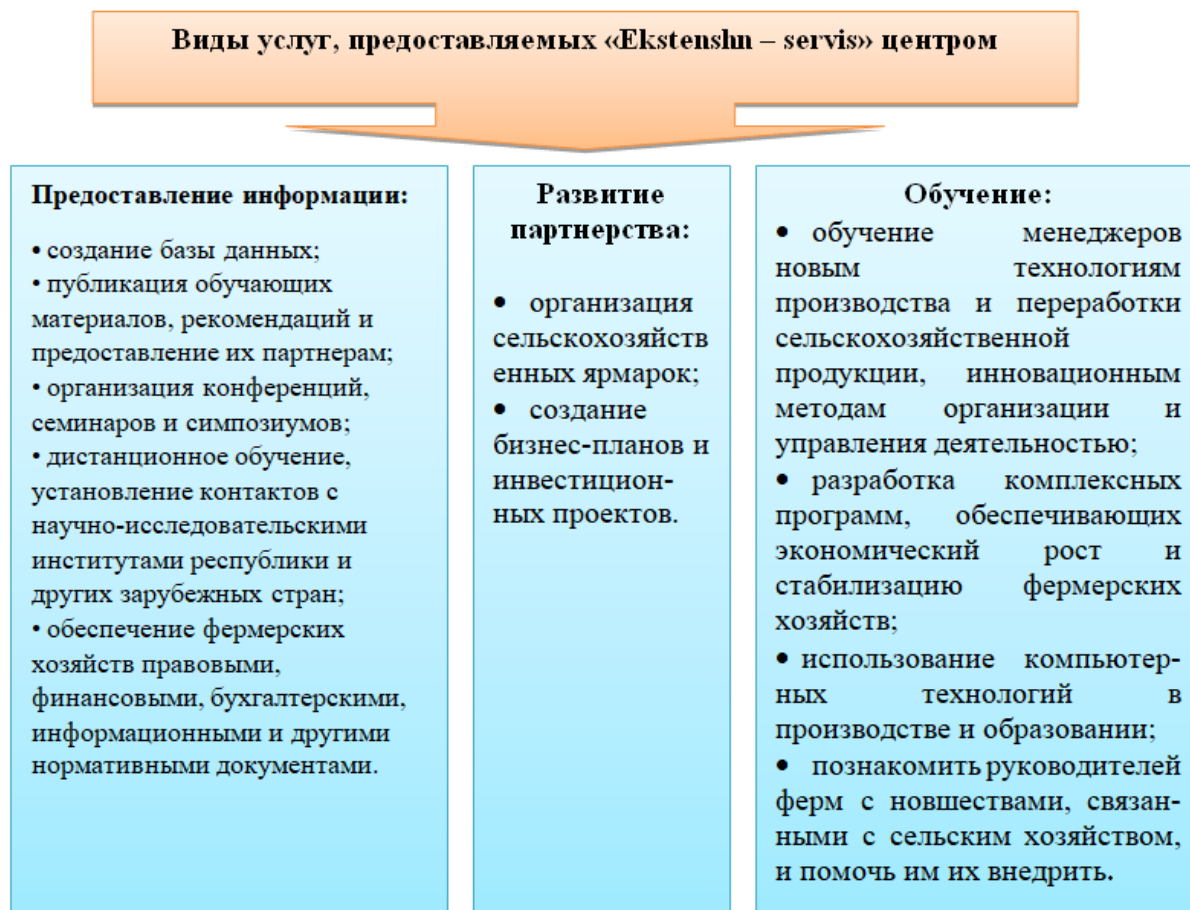 Виды услуг, предоставляемых «Ekstenshn – servis» центром
Предоставление информации:
• создание базы данных;
• публикация обучающих
материалов, рекомендаций и
предоставление их партнерам;
• организация конференций,
семинаров и симпозиумов;
• дистанционное обучение,
установление контактов с
научно-исследовательскими
институтами республики и
других зарубежных стран;
• обеспечение фермерских
хозяйств правовыми,
финансовыми, бухгалтерскими,
информационными и другими
нормативными документами.
Развитие
партнерства:
• организация
сельскохозяйств
енных ярмарок;
• создание
бизнес-планов и
инвестицион-
ных проектов.
Обучение:
• обучение менеджеров
новым технологиям
производства и переработки
сельскохозяйственной
продукции, инновационным
методам организации и
управления деятельностью;
• разработка комплексных
программ, обеспечивающих
экономический рост и
стабилизацию фермерских
хозяйств;
• использование компьютер-
ных технологий в
производстве и образовании;
• познакомить руководителей
ферм с новшествами, связан-
ными с сельским хозяйством,
и помочь им их внедрить.